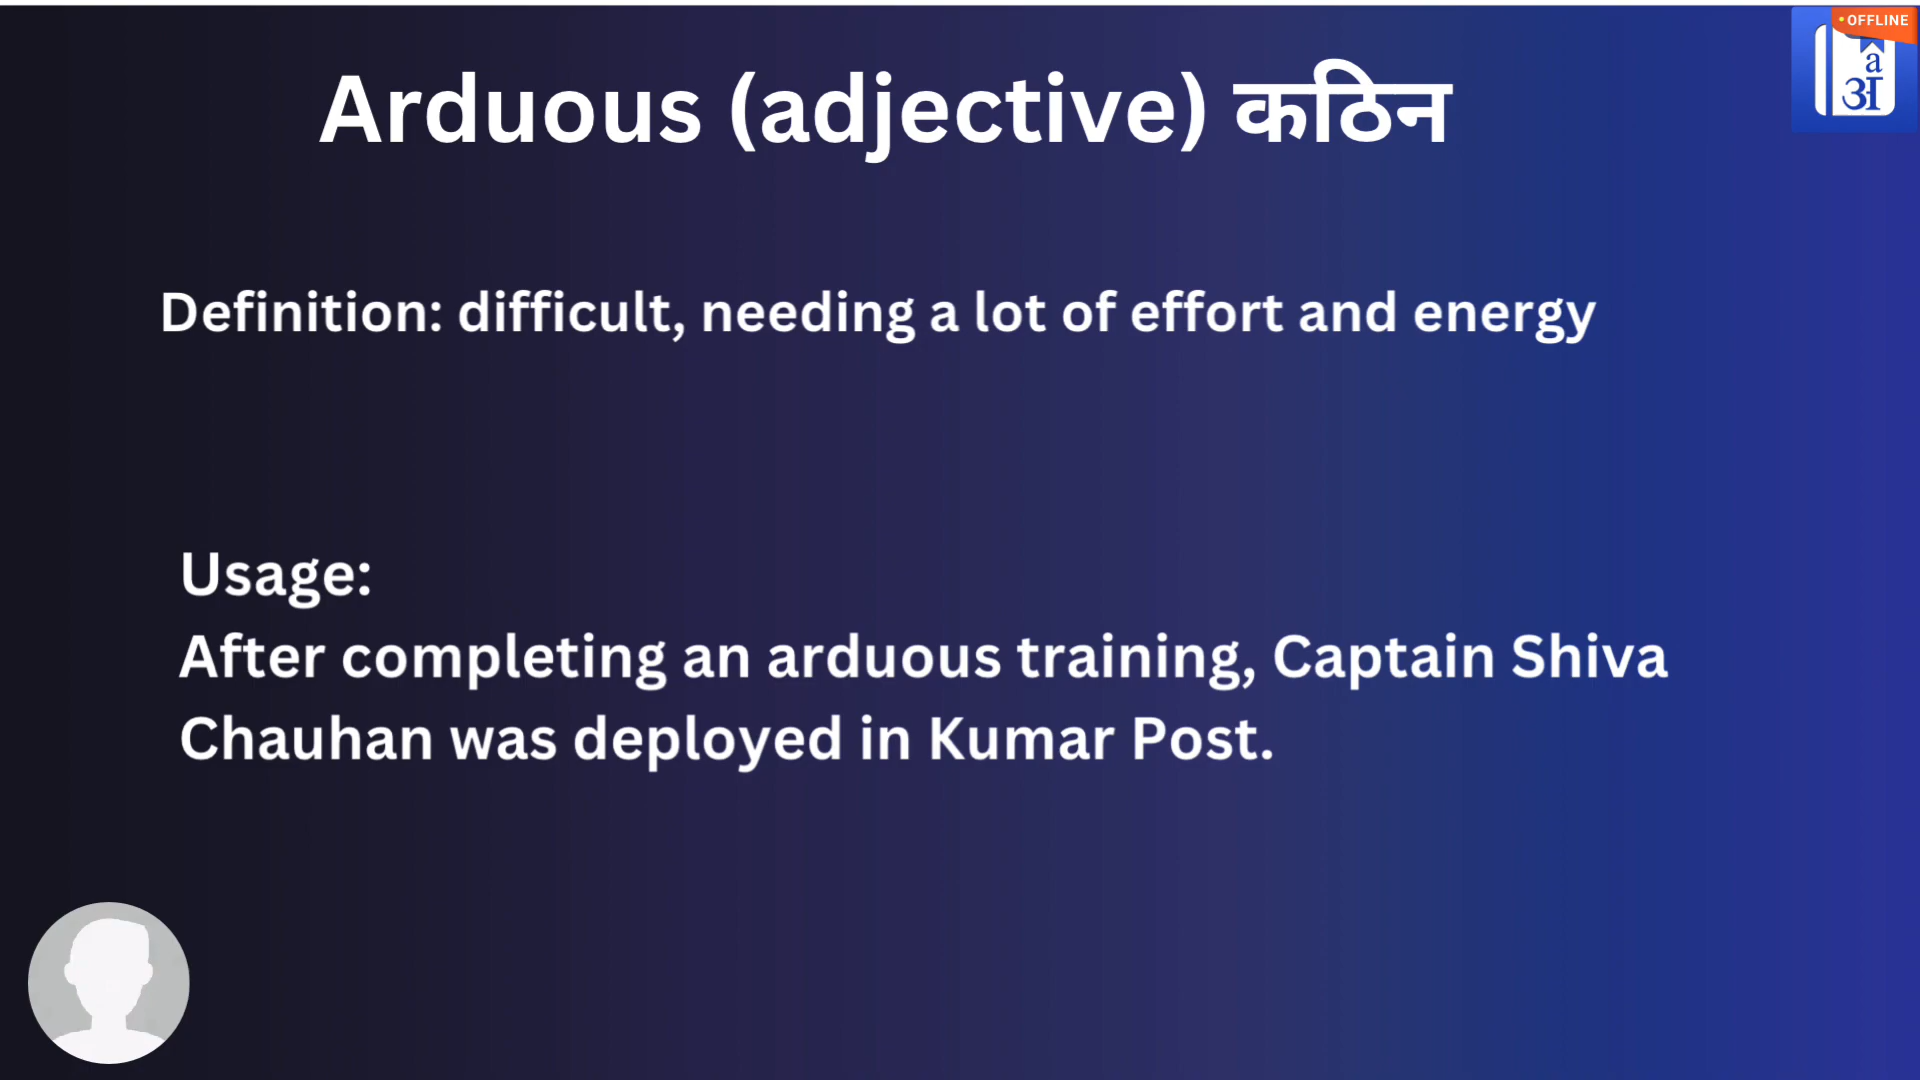 OFFLINE
a
अ
Arduous (adjective) कठिन
Definition: difficult, needing a lot of effort and energy
Usage:
After completing an arduous training, Captain Shiva
Chauhan was deployed in Kumar Post.